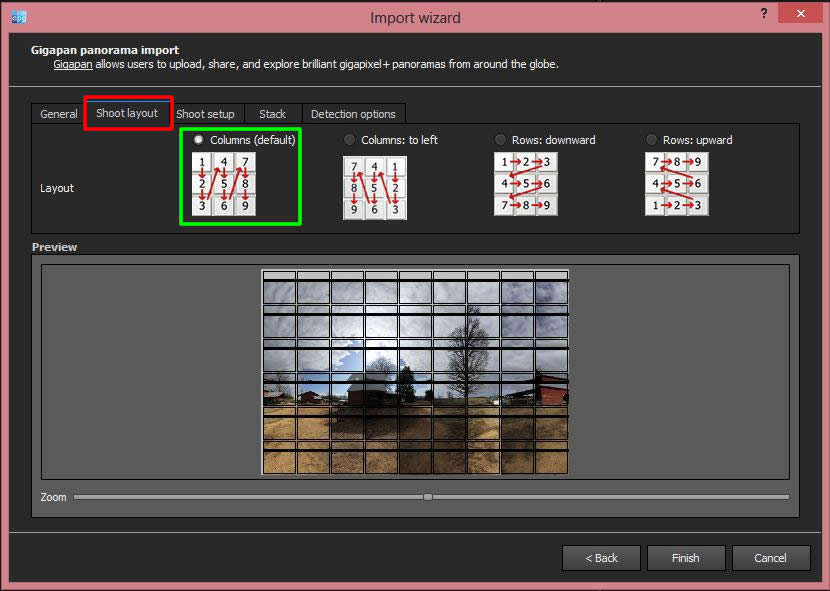 apg
Import wizard
?
Gigapan panorama import
Gigapan allows users to upload, share, and explore brilliant gigapixel+ panoramas from around the globe.
General
Shoot layout
Shoot setup
Stack
Detection options
Columns (default)
Columns: to left
Rows: downward
Rows: upward
Layout
1 4 7
2 5 8
3 6 9
7 4 1
8 5 2
9 6 3
1 2 3
4 5 6
7 8 9
7 8 9
4 5 6
1 2 3
Preview
Zoom
< Back
Finish
Cancel